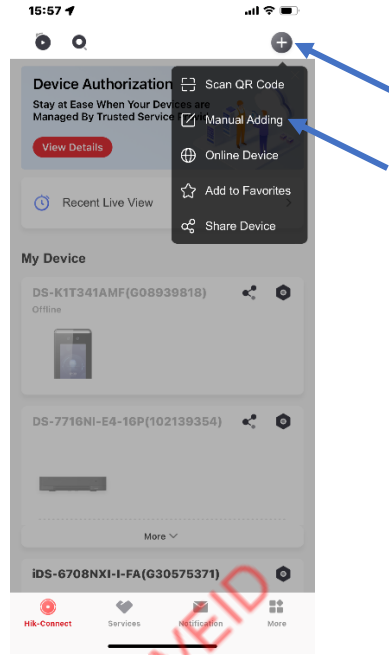 15:57
Device Authorization
Stay at Ease When Your Devices are
Managed By Trusted Service
View Details
Scan QR Code
Manual Adding
Online Device
Add to Favorites
Share Device
Recent Live View
My Device
DS-K1T341AMF(G08939818)
Offline
DS-7716NI-E4-16P(102139354)
More
iDS-6708NXI-I-FA(G30575371)
Hik-Connect
Services
Notification
More